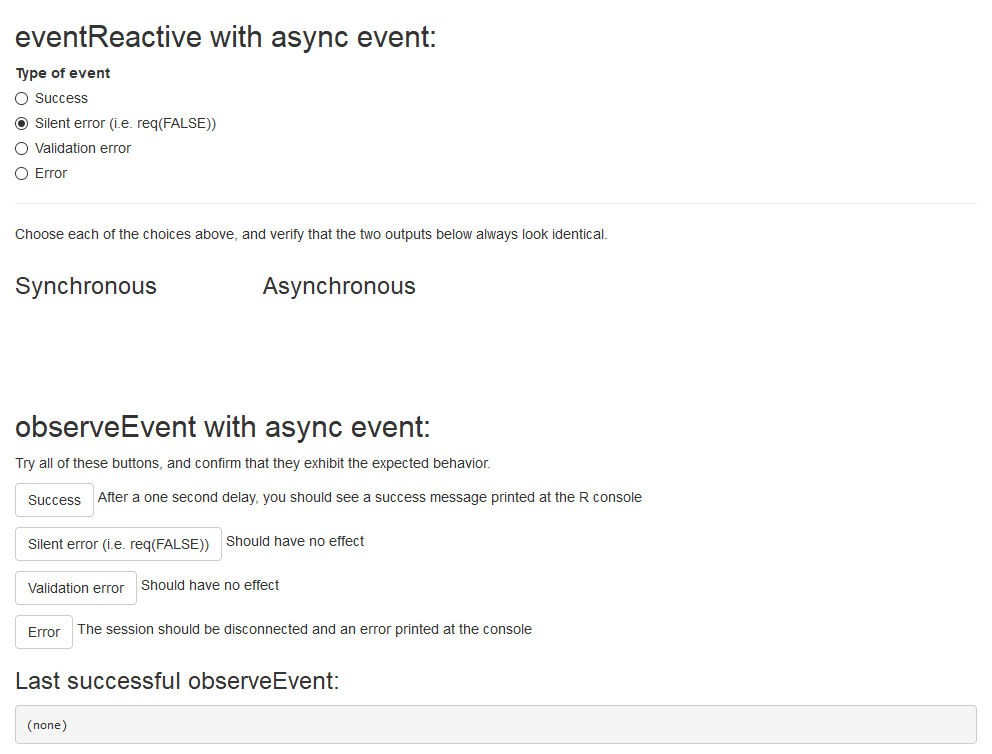 eventReactive with async event:
Type of event
Success
Silent error (i.e. req(FALSE))
Validation error
Error
Choose each of the choices above, and verify that the two outputs below always look identical.
Synchronous Asynchronous
observeEvent with async event:
Try all of these buttons, and confirm that they exhibit the expected behavior.
Success After a one second delay, you should see a success message printed at the R console
Silent error (i.e. req(FALSE)) Should have no effect
Validation error Should have no effect
Error The session should be disconnected and an error printed at the console
Last successful observeEvent:
(none)